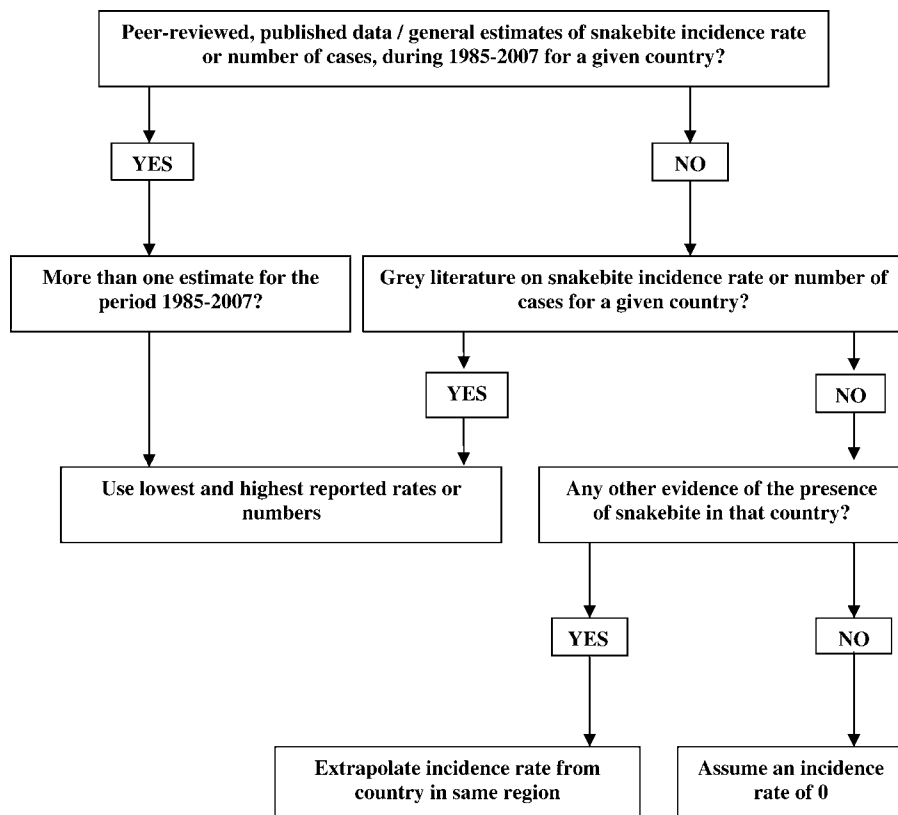 Peer-reviewed, published data / general estimates of snakebite incidence rate
or number of cases, during 1985-2007 for a given country?
YES
NO
More than one estimate for the
period 1985-2007?
Grey literature on snakebite incidence rate or number of
cases for a given country?
YES
NO
Use lowest and highest reported rates or
numbers
Any other evidence of the presence
of snakebite in that country?
YES
NO
Extrapolate incidence rate from
country in same region
Assume an incidence
rate of 0